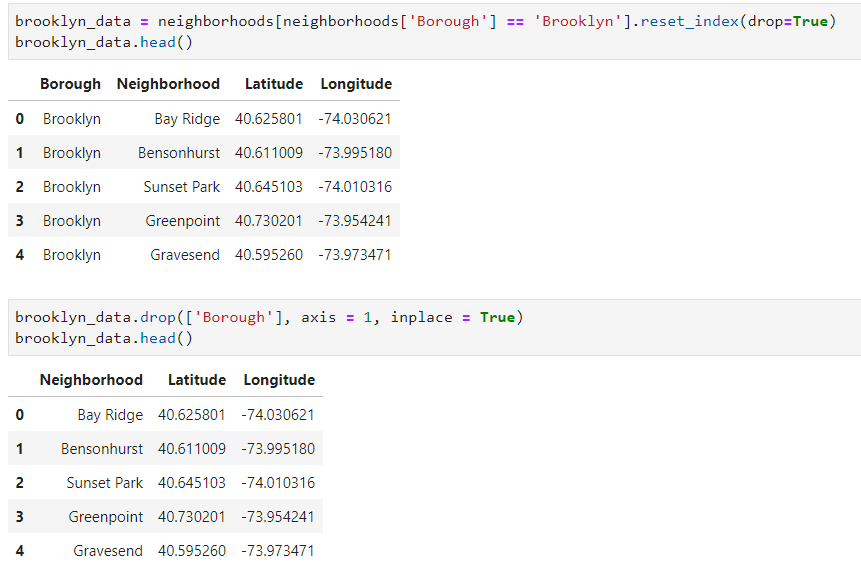 brooklyn_data = neighborhoods[neighborhoods['Borough'] == 'Brooklyn'].reset_index(drop=True)
brooklyn_data.head()
Borough Neighborhood Latitude Longitude
0 Brooklyn Bay Ridge 40.625801 -74.030621
1 Brooklyn Bensonhurst 40.611009 -73.995180
2 Brooklyn Sunset Park 40.645103 -74.010316
3 Brooklyn Greenpoint 40.730201 -73.954241
4 Brooklyn Gravesend 40.595260 -73.973471
brooklyn_data.drop(['Borough'], axis = 1, inplace = True)
brooklyn_data.head()
Neighborhood Latitude Longitude
0 Bay Ridge 40.625801 -74.030621
1 Bensonhurst 40.611009 -73.995180
2 Sunset Park 40.645103 -74.010316
3 Greenpoint 40.730201 -73.954241
4 Gravesend 40.595260 -73.973471